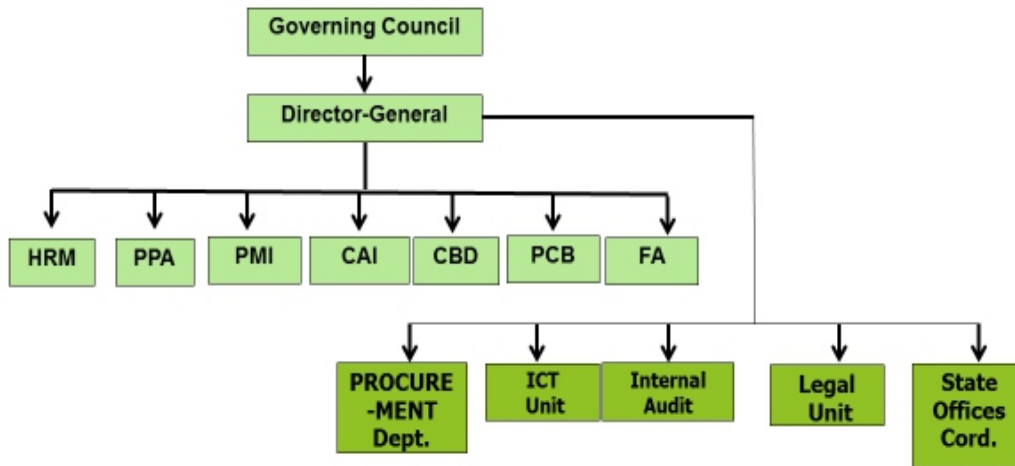 Governing Council
Director-General
HRM
PPA
PMI
CAI
CBD
PCB
FA
PROCURE
-MENT
Dept.
ICT
Unit
Internal
Audit
Legal
Unit
State
Offices
Cord.